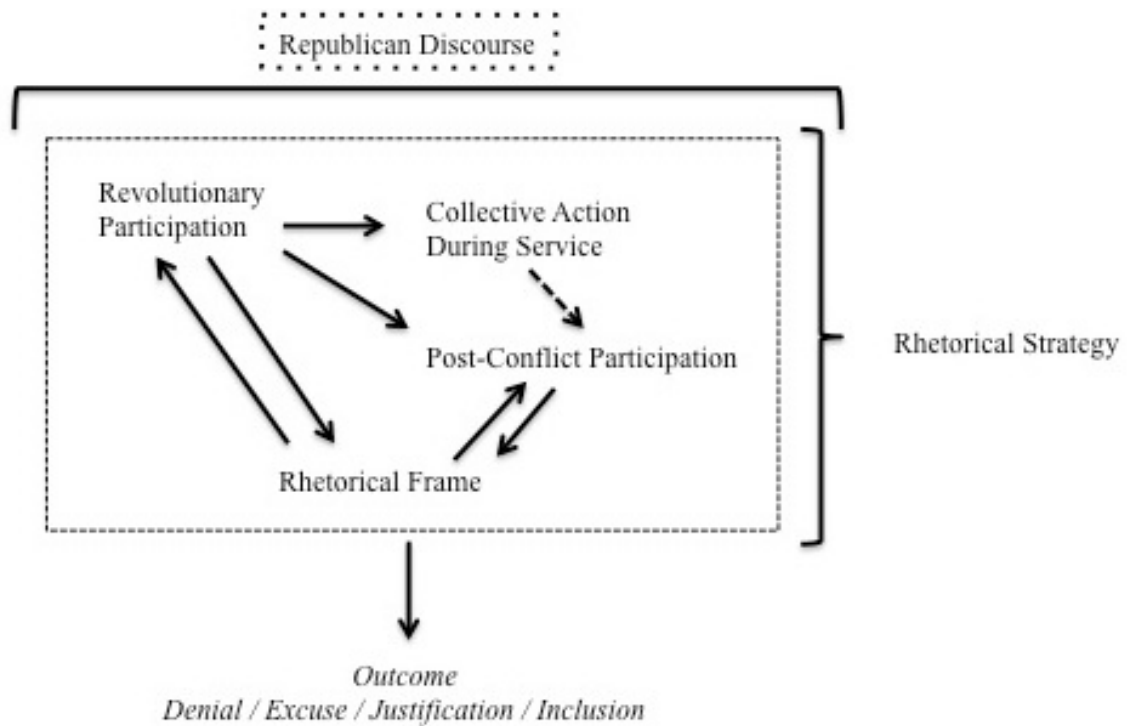 Republican Discourse
Revolutionary
Participation
Collective Action
During Service
Post-Conflict Participation
Rhetorical Strategy
Rhetorical Frame
Outcome
Denial / Excuse / Justification / Inclusion